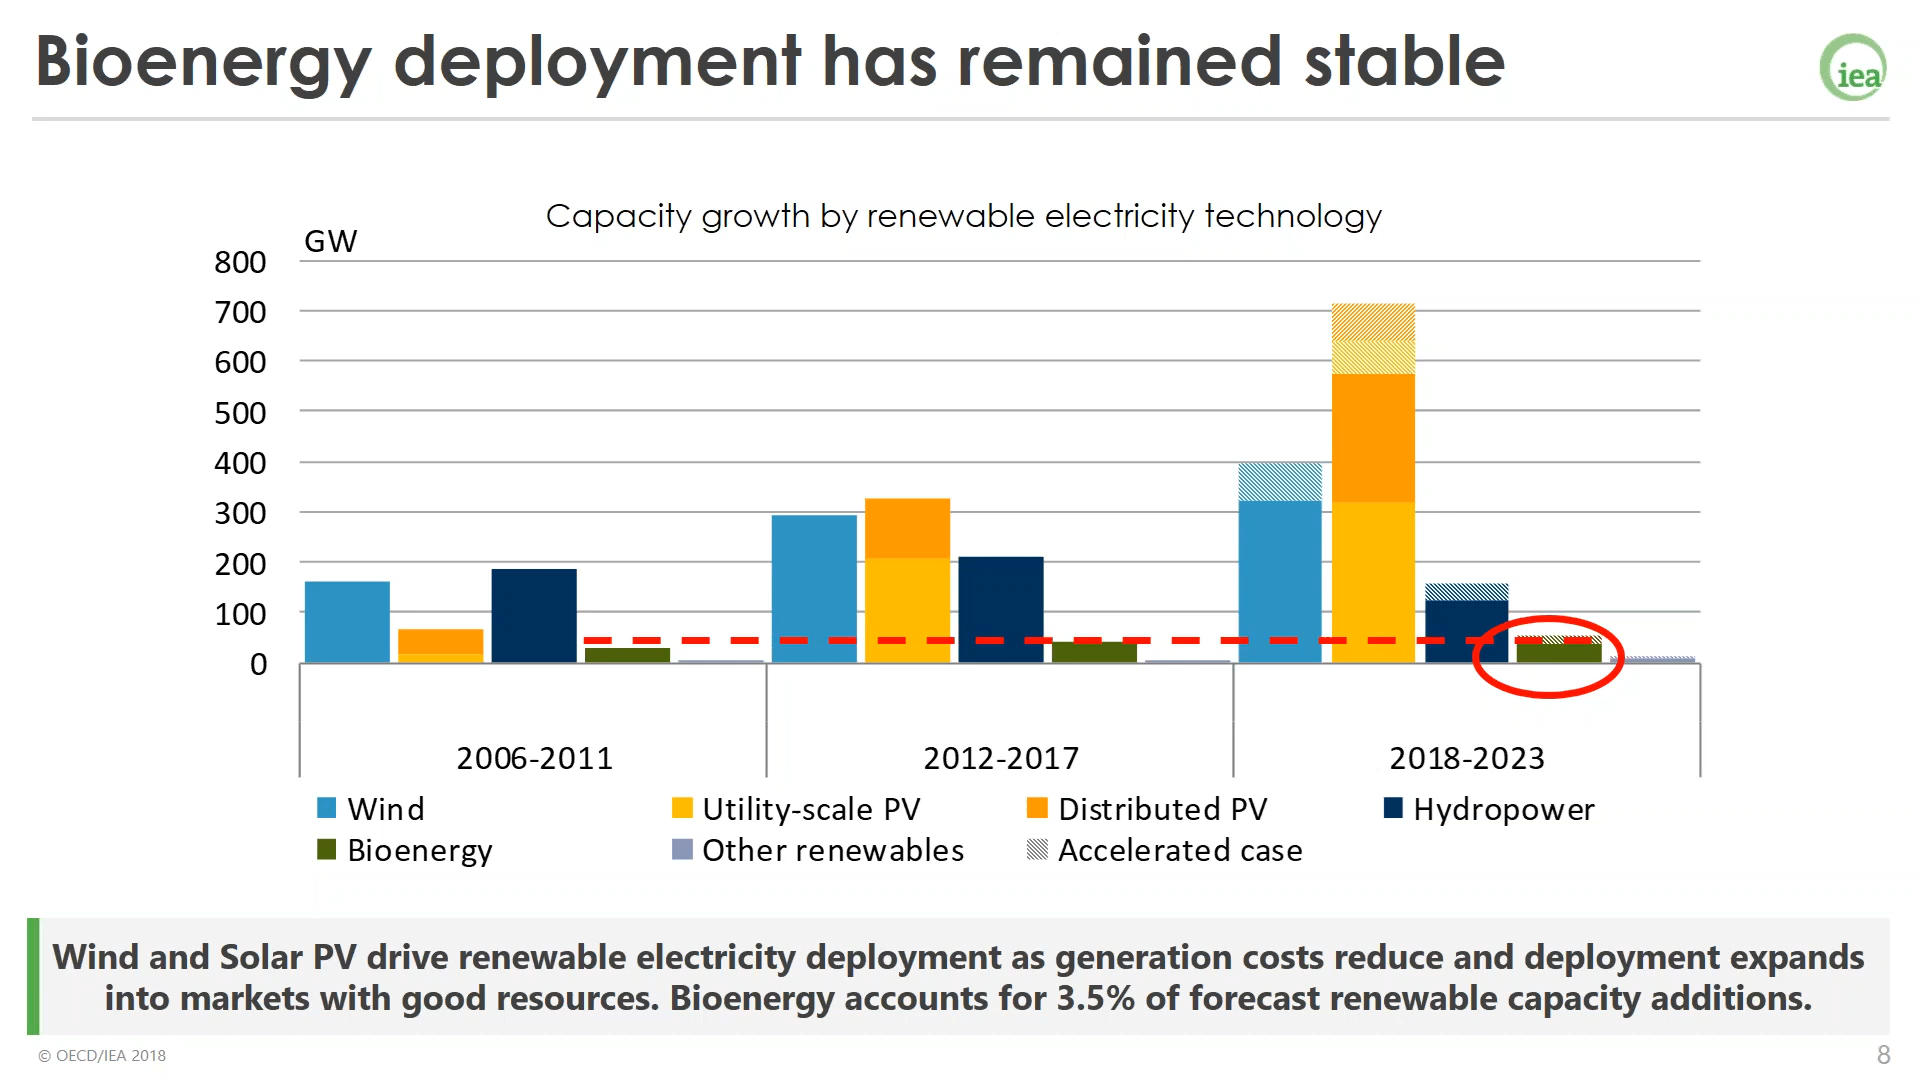 Bioenergy deployment has remained stable
iea
Capacity growth by renewable electricity technology
GW
800
700
600
500
400
300
200
100
0
2006-2011 2012-2017 2018-2023
Wind Utility-scale PV Distributed PV Hydropower
Bioenergy Other renewables Accelerated case
Wind and Solar PV drive renewable electricity deployment as generation costs reduce and deployment expands
into markets with good resources. Bioenergy accounts for 3.5% of forecast renewable capacity additions.
© OECD/IEA 2018
8